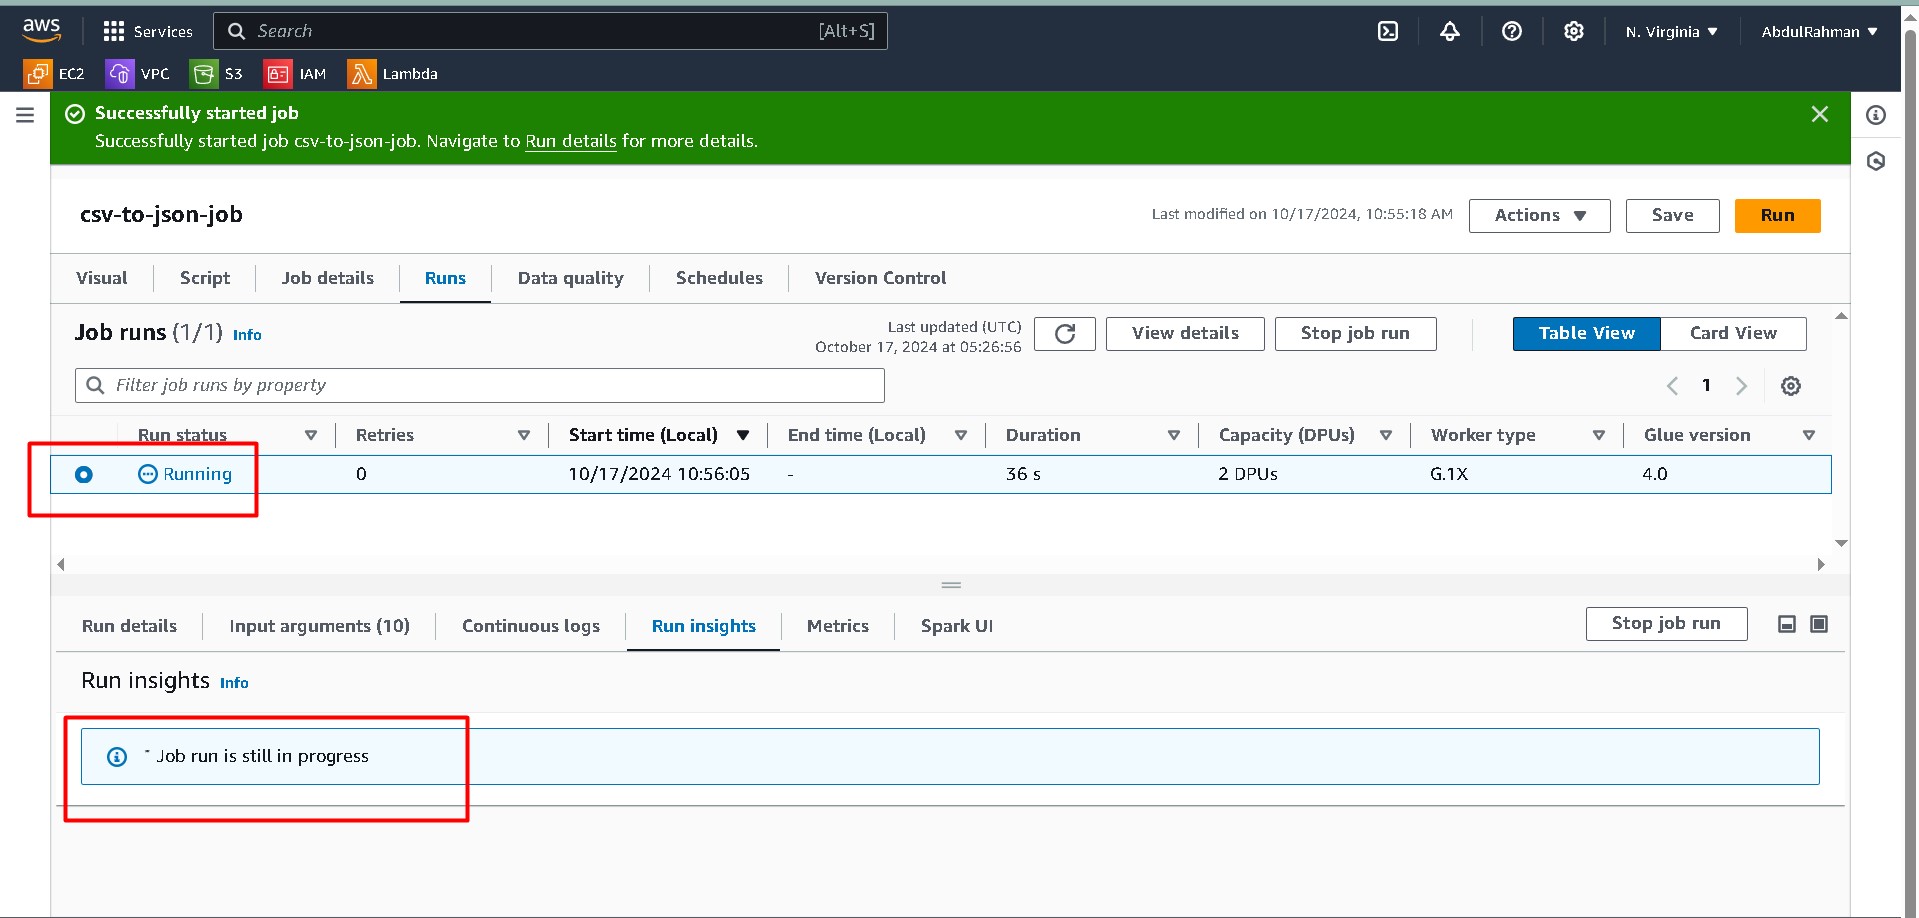 aws
Services
Search
[Alt+S]
N. Virginia
AbdulRahman
EC2
VPC
S3
IAM
Lambda
Successfully started job
Successfully started job csv-to-json-job. Navigate to Run details for more details.
csv-to-json-job
Last modified on 10/17/2024, 10:55:18 AM
Actions
Save
Run
Visual
Script
Job details
Runs
Data quality
Schedules
Version Control
Job runs (1/1) Info
Last updated (UTC)
October 17, 2024 at 05:26:56
View details
Stop job run
Table View
Card View
Filter job runs by property
1
Run status
Retries
Start time (Local)
End time (Local)
Duration
Capacity (DPUs)
Worker type
Glue version
Running
0
10/17/2024 10:56:05
-
36 s
2 DPUs
G.1X
4.0
Run details
Input arguments (10)
Continuous logs
Run insights
Metrics
Spark UI
Stop job run
Run insights Info
Job run is still in progress